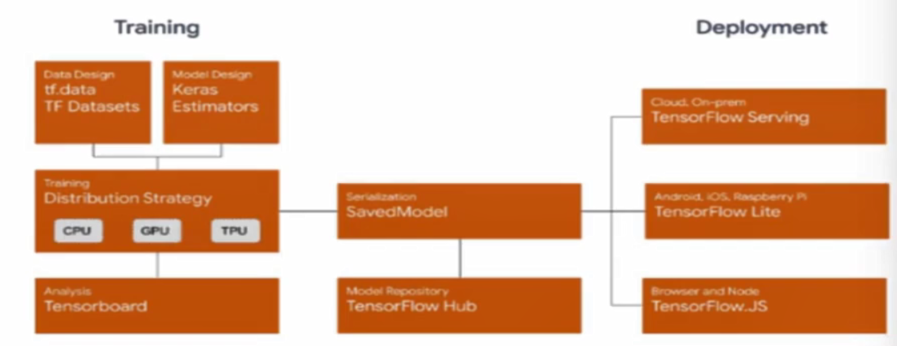 Training
Deployment
Data Design
tf.data
TF Datasets
Model Design
Keras
Estimators
Training
Distribution Strategy
CPU
GPU
TPU
Analysis
Tensorboard
Serialization
SavedModel
Model Repository
TensorFlow Hub
Cloud, On-prem
TensorFlow Serving
Android, iOS, Raspberry Pi
TensorFlow Lite
Browser and Node
TensorFlow.JS